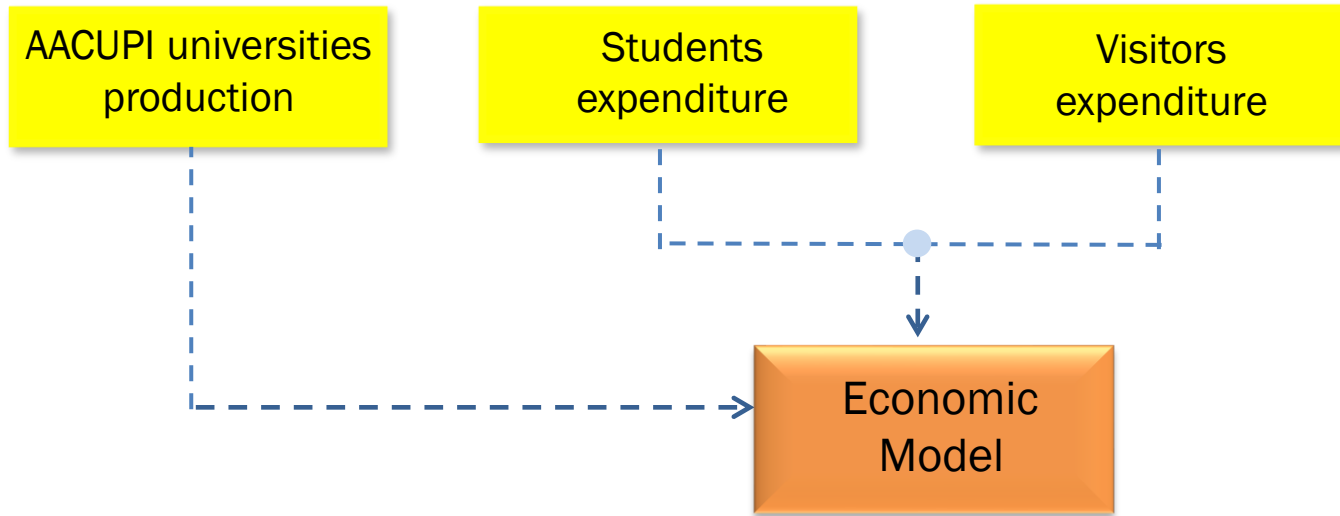 AACUPI universities
production
Students
expenditure
Visitors
expenditure
Economic
Model